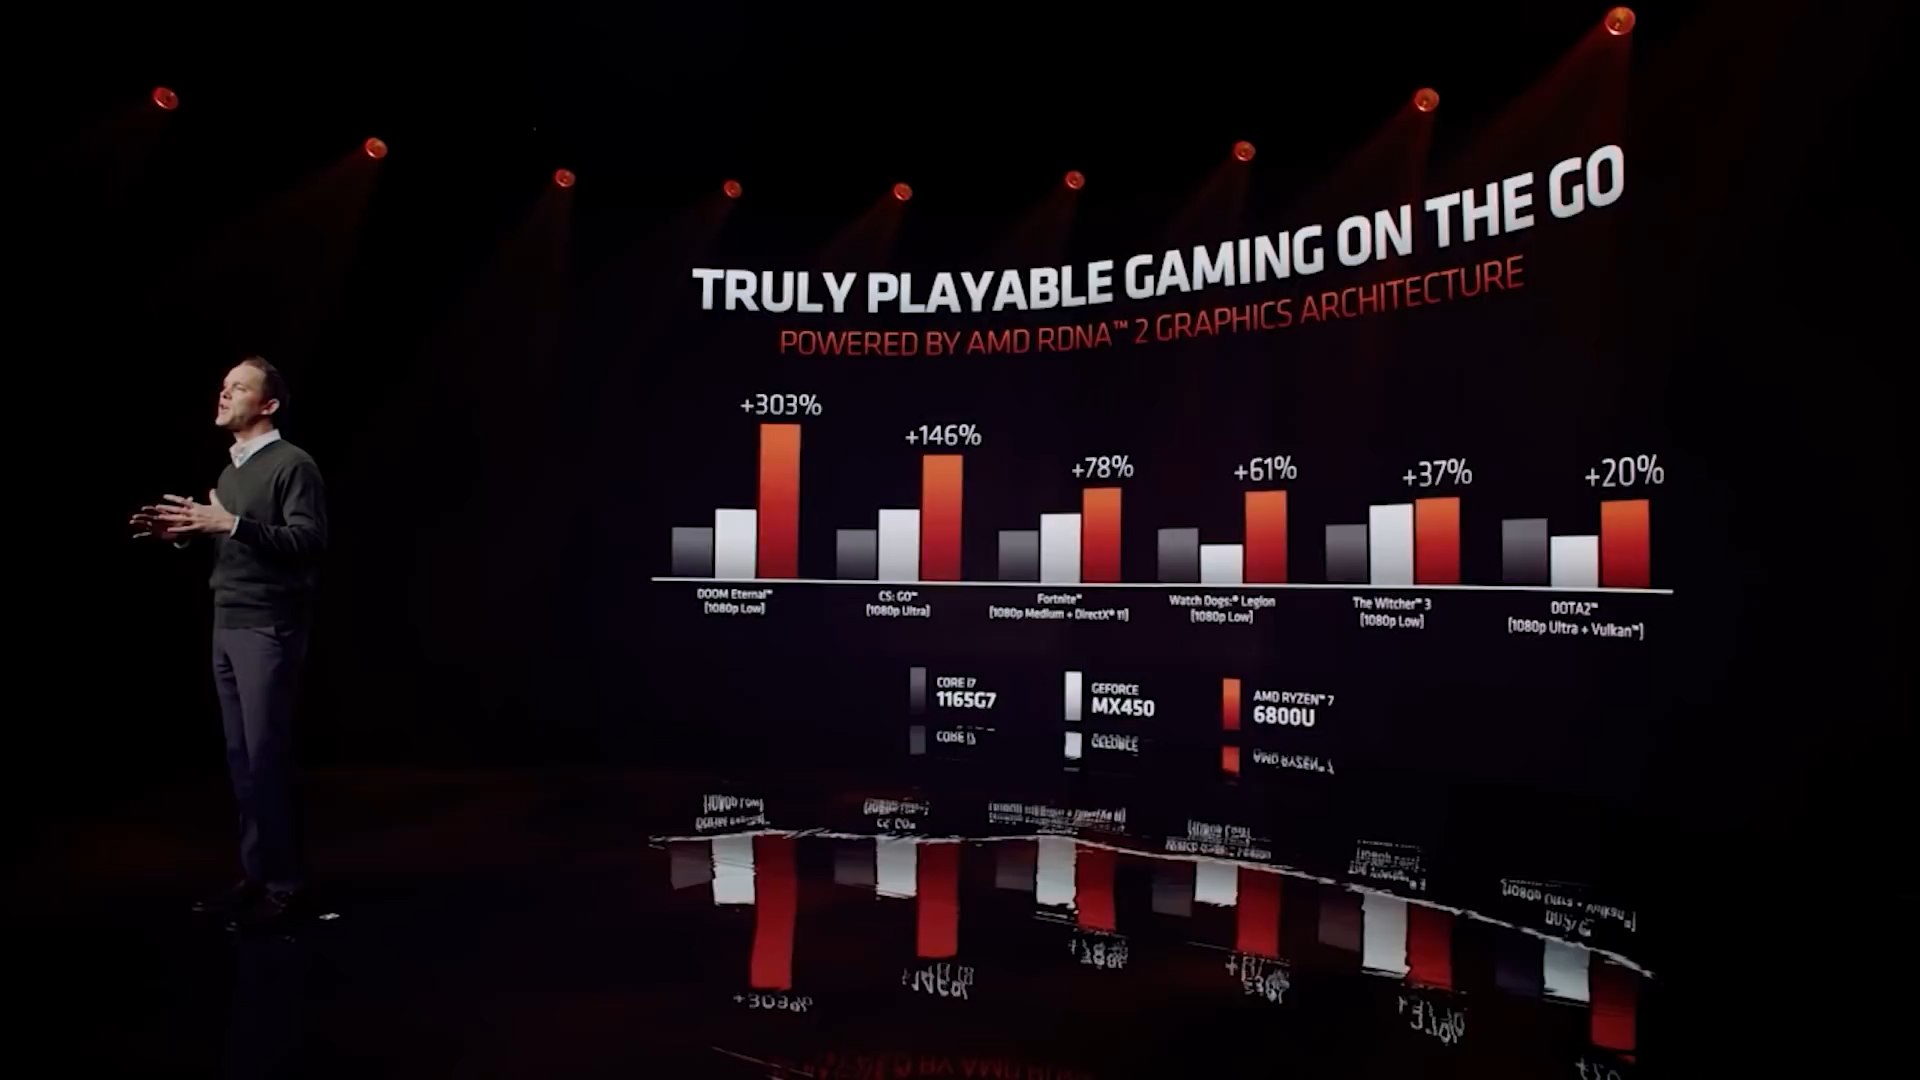 TRULY PLAYABLE GAMING ON THE GO
POWERED BY AMD RDNA™ 2 GRAPHICS ARCHITECTURE
+303%
+146%
+78%
+61%
+37%
+20%
DOOM Eternal™
[1080p Low]
CS: GO™
[1080p Ultra]
Fortnite™
[1080p Medium + DirectX® 11]
Watch Dogs:® Legion
[1080p Low]
The Witcher™ 3
[1080p Low]
DOTA2™
[1080p Ultra + Vulkan™]
CORE i7
1165G7
GEFORCE
MX450
AMD RYZEN™ 7
6800U